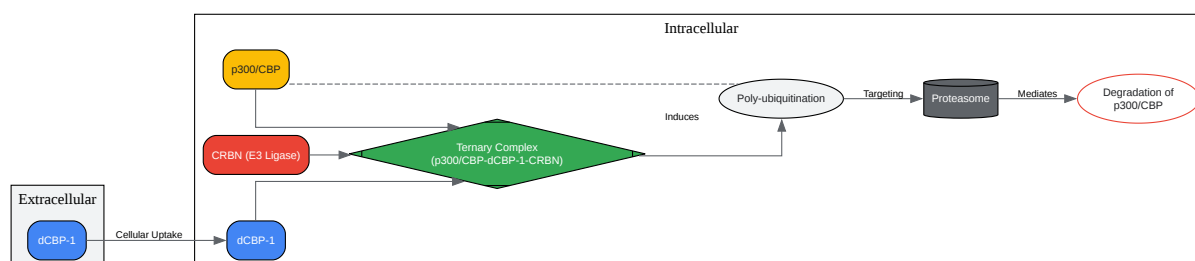 Intracellular
p300/CBP
Poly-ubiquitination
Targeting
Proteasome
Mediates
Degradation of
p300/CBP
Induces
CRBN (E3 Ligase)
Ternary Complex
(p300/CBP-dCBP-1-CRBN)
Extracellular
dCBP-1
Cellular Uptake
dCBP-1